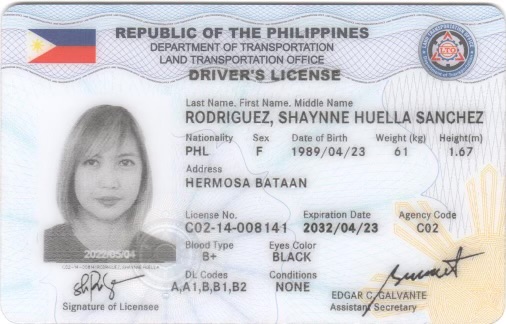 REPUBLIC OF THE PHILIPPINES
DEPARTMENT OF TRANSPORTATION
LAND TRANSPORTATION OFFICE
DRIVER'S LICENSE
LTO
Last Name, First Name, Middle Name
RODRIGUEZ, SHAYNNE HUELLA SANCHEZ
Nationality Sex Date of Birth Weight (kg) Height(m)
PHL F 1989/04/23 61 1.67
Address
HERMOSA BATAAN
License No. Expiration Date Agency Code
C02-14-008141 2032/04/23 C02
Blood Type Eyes Color
B+ BLACK
DL Codes Conditions
A,A1,B,B1,B2 NONE
2022/05/04
Signature of Licensee
EDGAR C. GALVANTE
Assistant Secretary